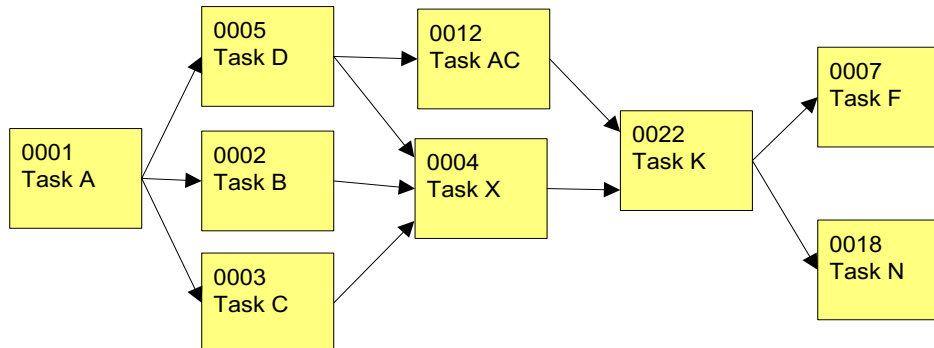 0001
Task A
0005
Task D
0002
Task B
0003
Task C
0012
Task AC
0004
Task X
0022
Task K
0007
Task F
0018
Task N